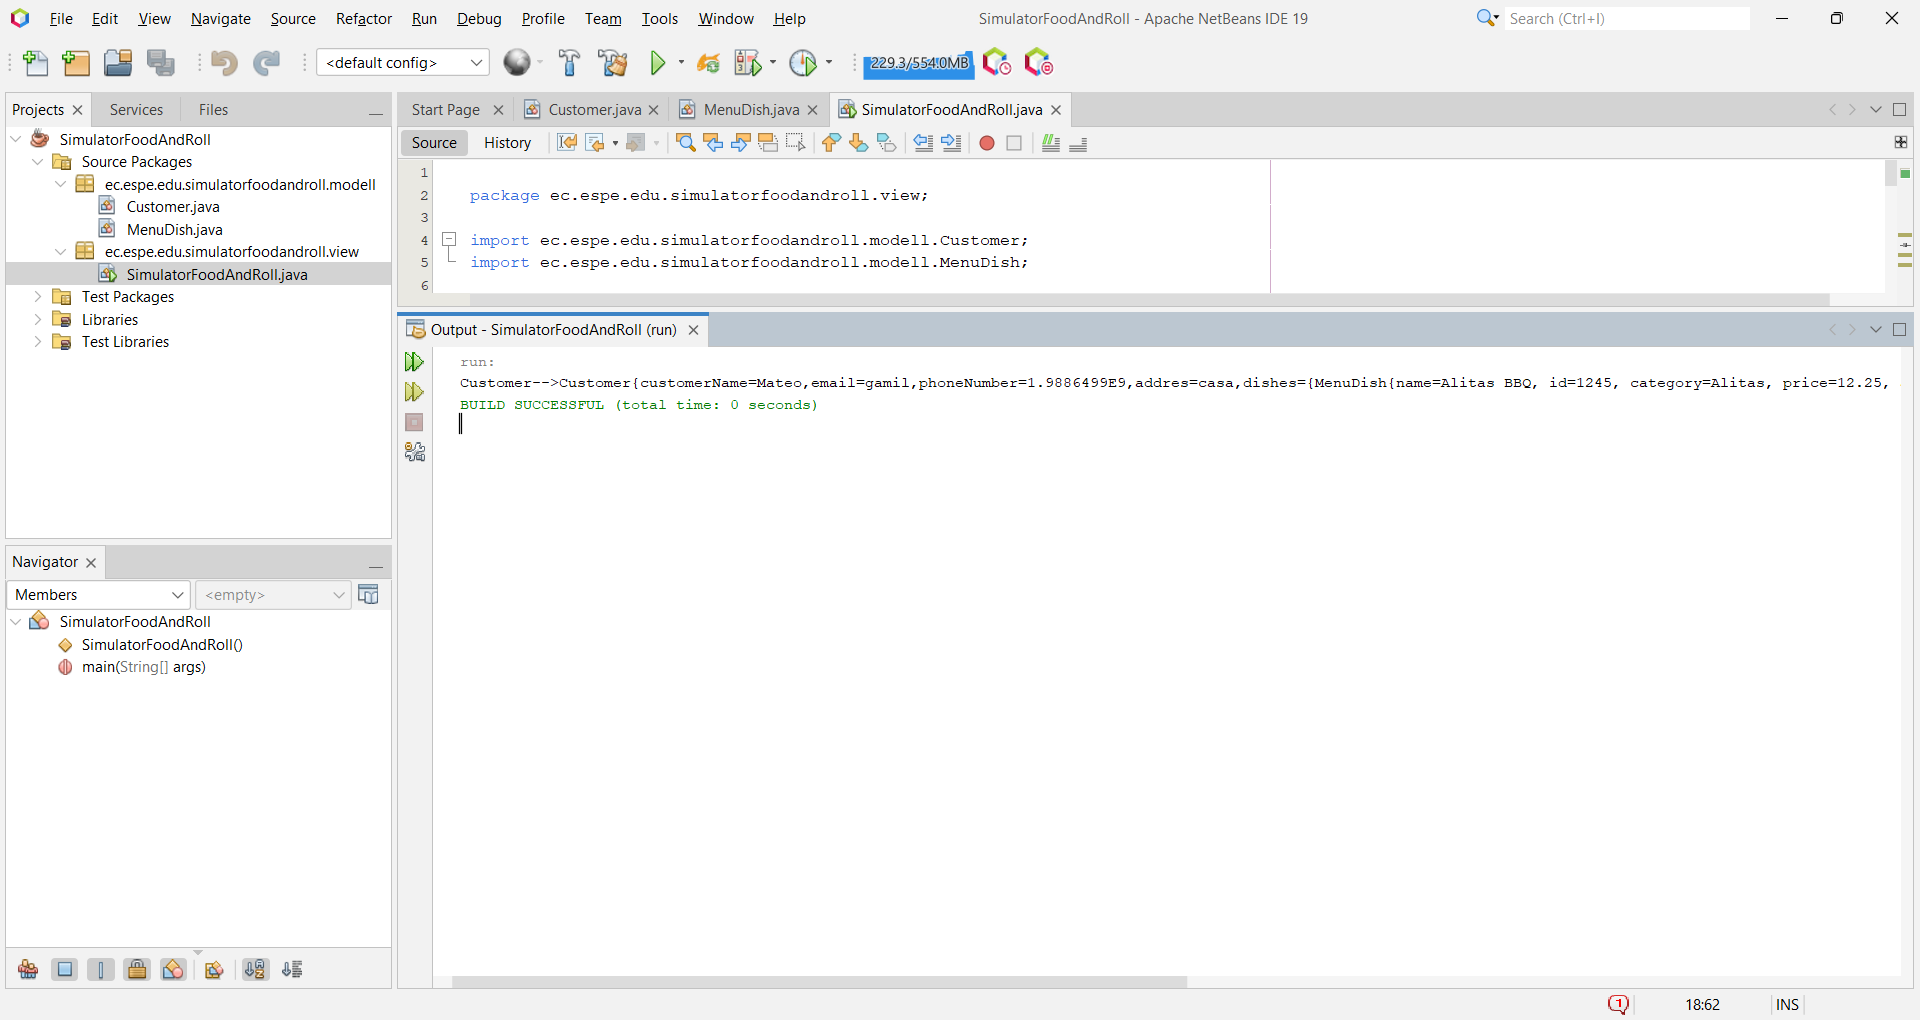 File Edit View Navigate Source Refactor Run Debug Profile Team Tools Window Help
SimulatorFoodAndRoll - Apache NetBeans IDE 19
Search (Ctrl+I)
<default config>
229.3/554.0MB
Projects Services Files
SimulatorFoodAndRoll
Source Packages
ec.espe.edu.simulatorfoodandroll.modell
Customer.java
MenuDish.java
ec.espe.edu.simulatorfoodandroll.view
SimulatorFoodAndRoll.java
Test Packages
Libraries
Test Libraries
Start Page Customer.java MenuDish.java SimulatorFoodAndRoll.java
Source History
1
2 package ec.espe.edu.simulatorfoodandroll.view;
3
4 import ec.espe.edu.simulatorfoodandroll.modell.Customer;
5 import ec.espe.edu.simulatorfoodandroll.modell.MenuDish;
6
Output - SimulatorFoodAndRoll (run)
run:
Customer-->Customer{customerName=Mateo,email=gamil,phoneNumber=1.9886499E9,addres=casa,dishes={MenuDish{name=Alitas BBQ, id=1245, category=Alitas, price=12.25,
BUILD SUCCESSFUL (total time: 0 seconds)
Navigator
Members <empty>
SimulatorFoodAndRoll
SimulatorFoodAndRoll()
main(String[] args)
1 18:62 INS